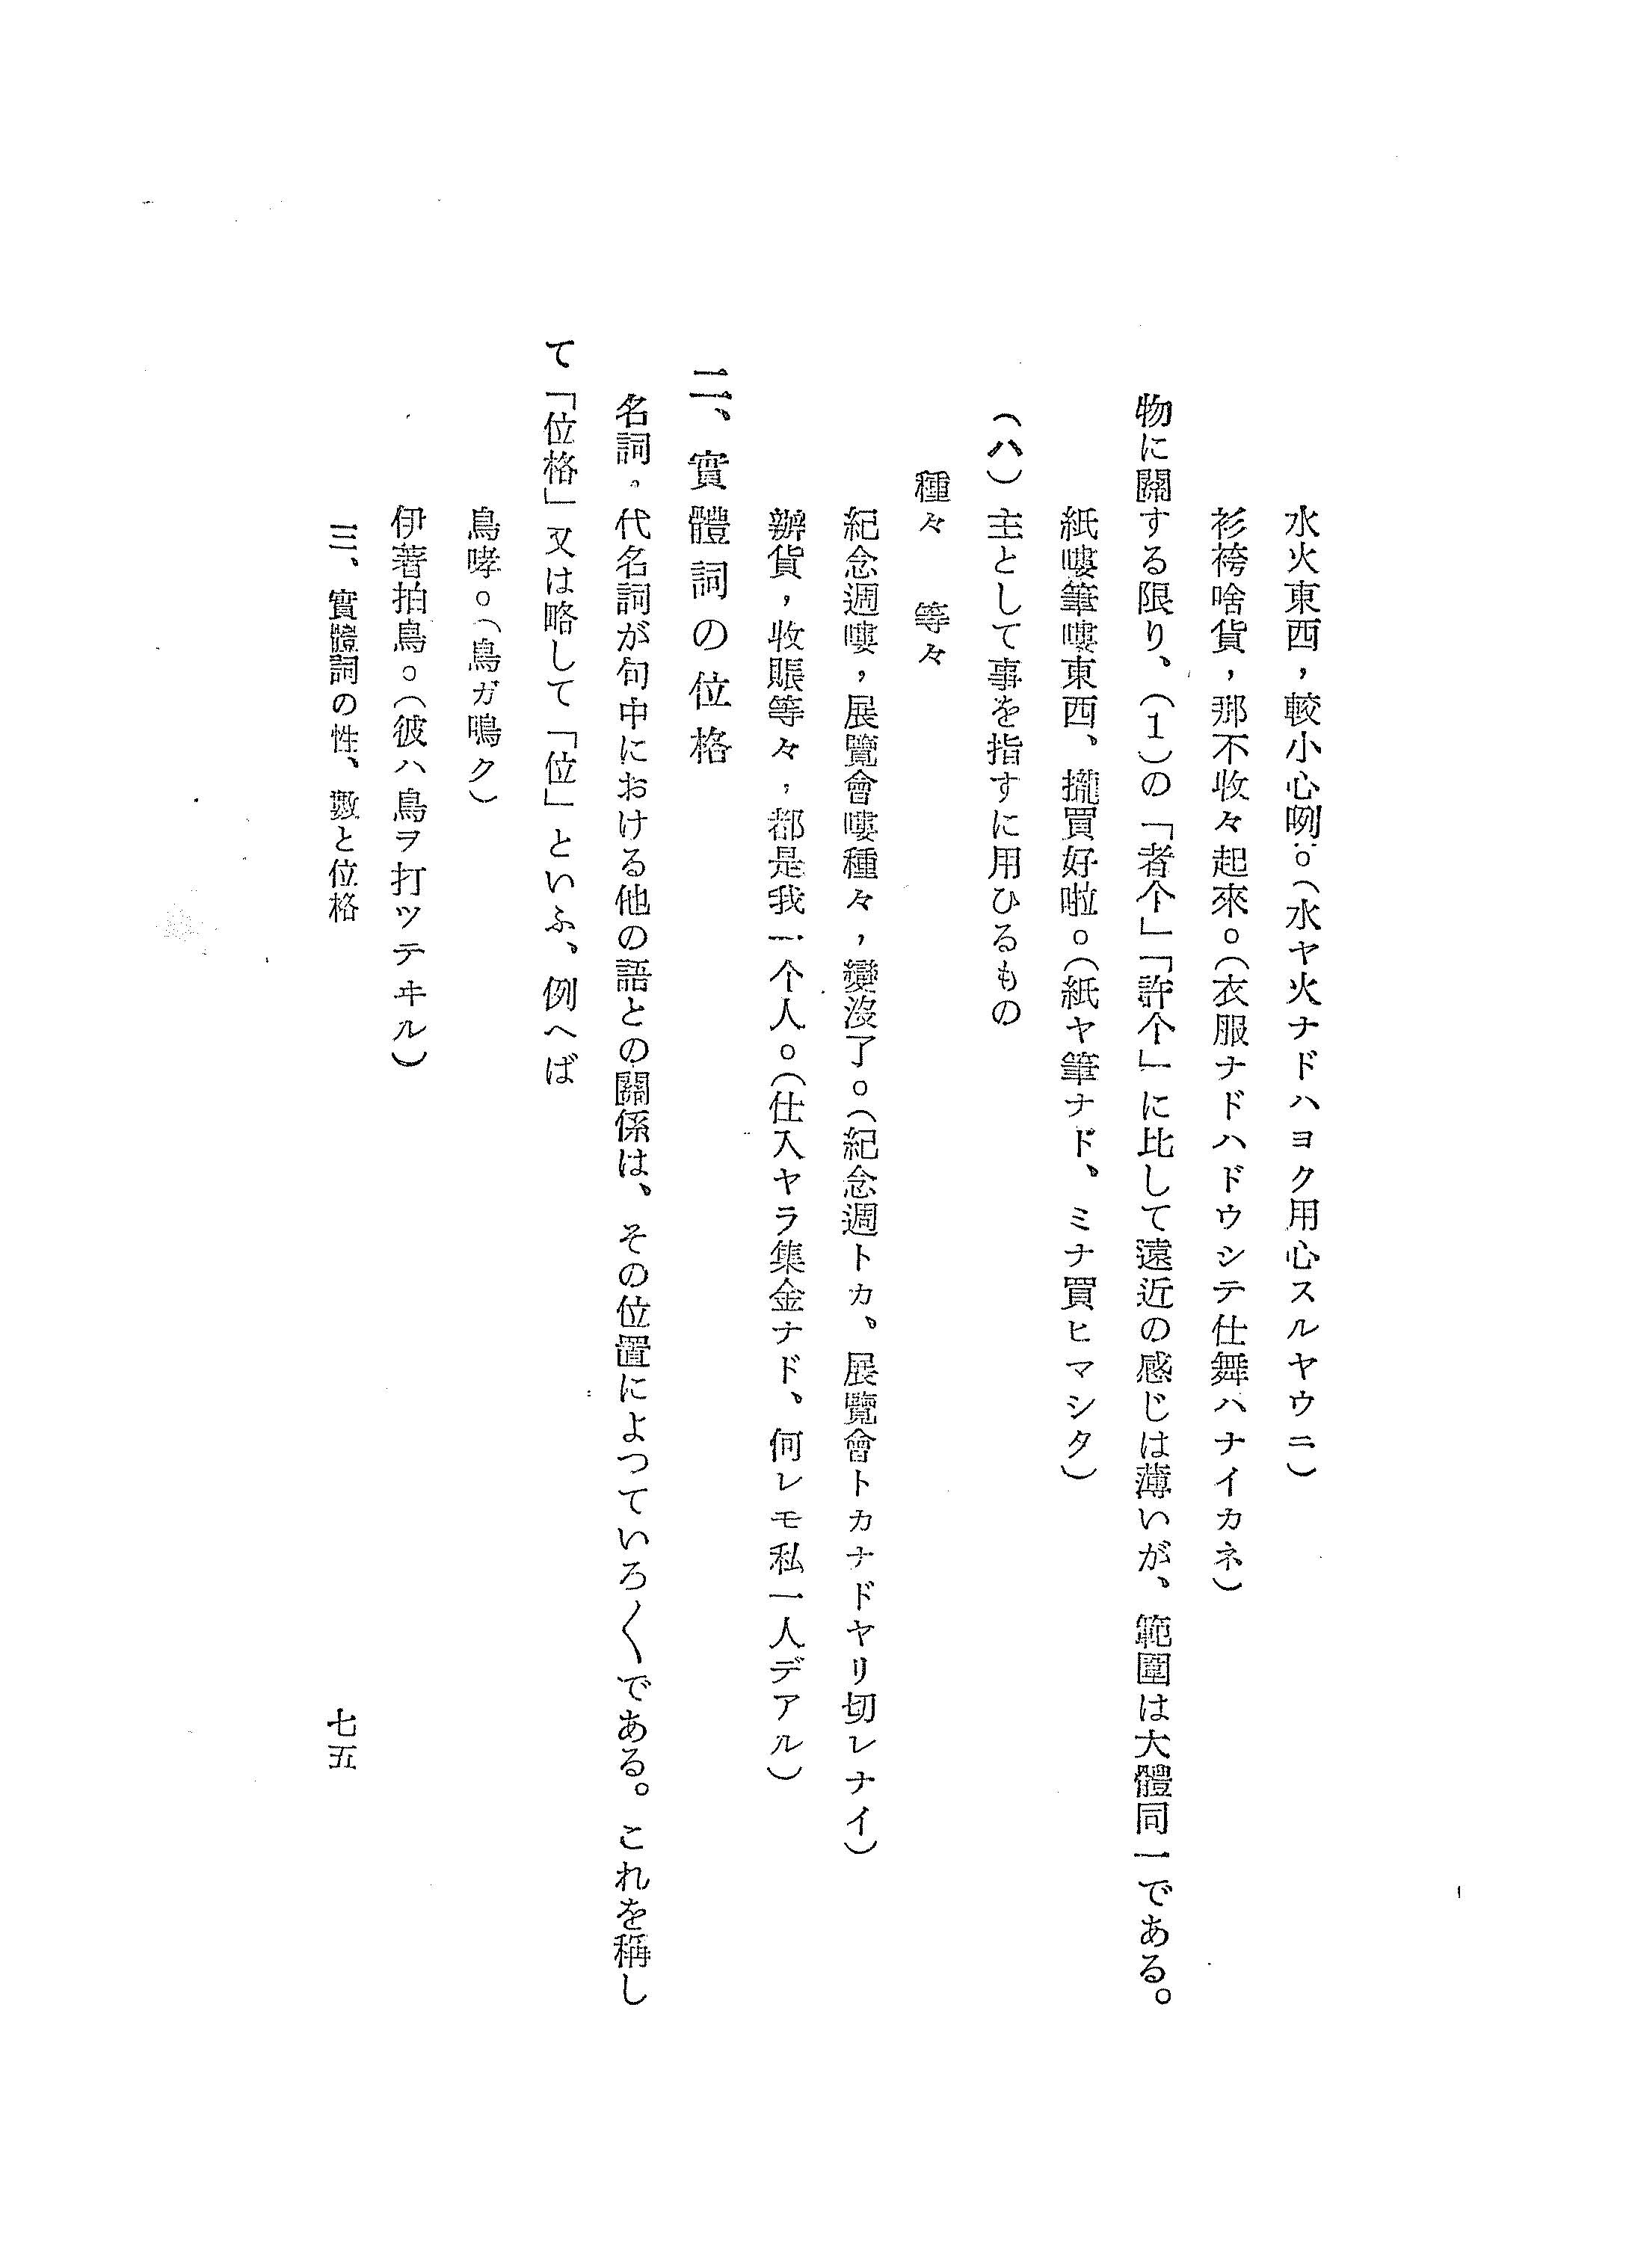 水火東西，較小心咧。（水ヤ火ナドハヨク用心スルヤウニ）
衫袴啥貨，那不收々起來。（衣服ナドハドウシテ仕舞ハナイカネ）
物に關する限り、（1）の「者个」「許个」に比して遠近の感じは薄いが、範圍は大體同一である。
紙嘍筆嘍東西、攏買好啦。（紙ヤ筆ナド、ミナ買ヒマシタ）
（ハ）主として事を指すに用ひるもの
種々　等々
紀念週嘍，展覽會嘍種々，變沒了。（紀念週トカ、展覽會トカナドヤリ切レナイ）
辦貨，收賬等々，都是我一个人。（仕入ヤラ集金ナド、何レモ私一人デアル）
二、實體詞の位格
名詞。代名詞が句中における他の語との關係は、その位置によつていろ〱である。これを稱し
て「位格」又は略して「位」といふ、例へば
鳥哮。（鳥ガ鳴ク）
伊著拍鳥。（彼ハ鳥ヲ打ツテヰル）
三、實體詞の性、數と位格
七五